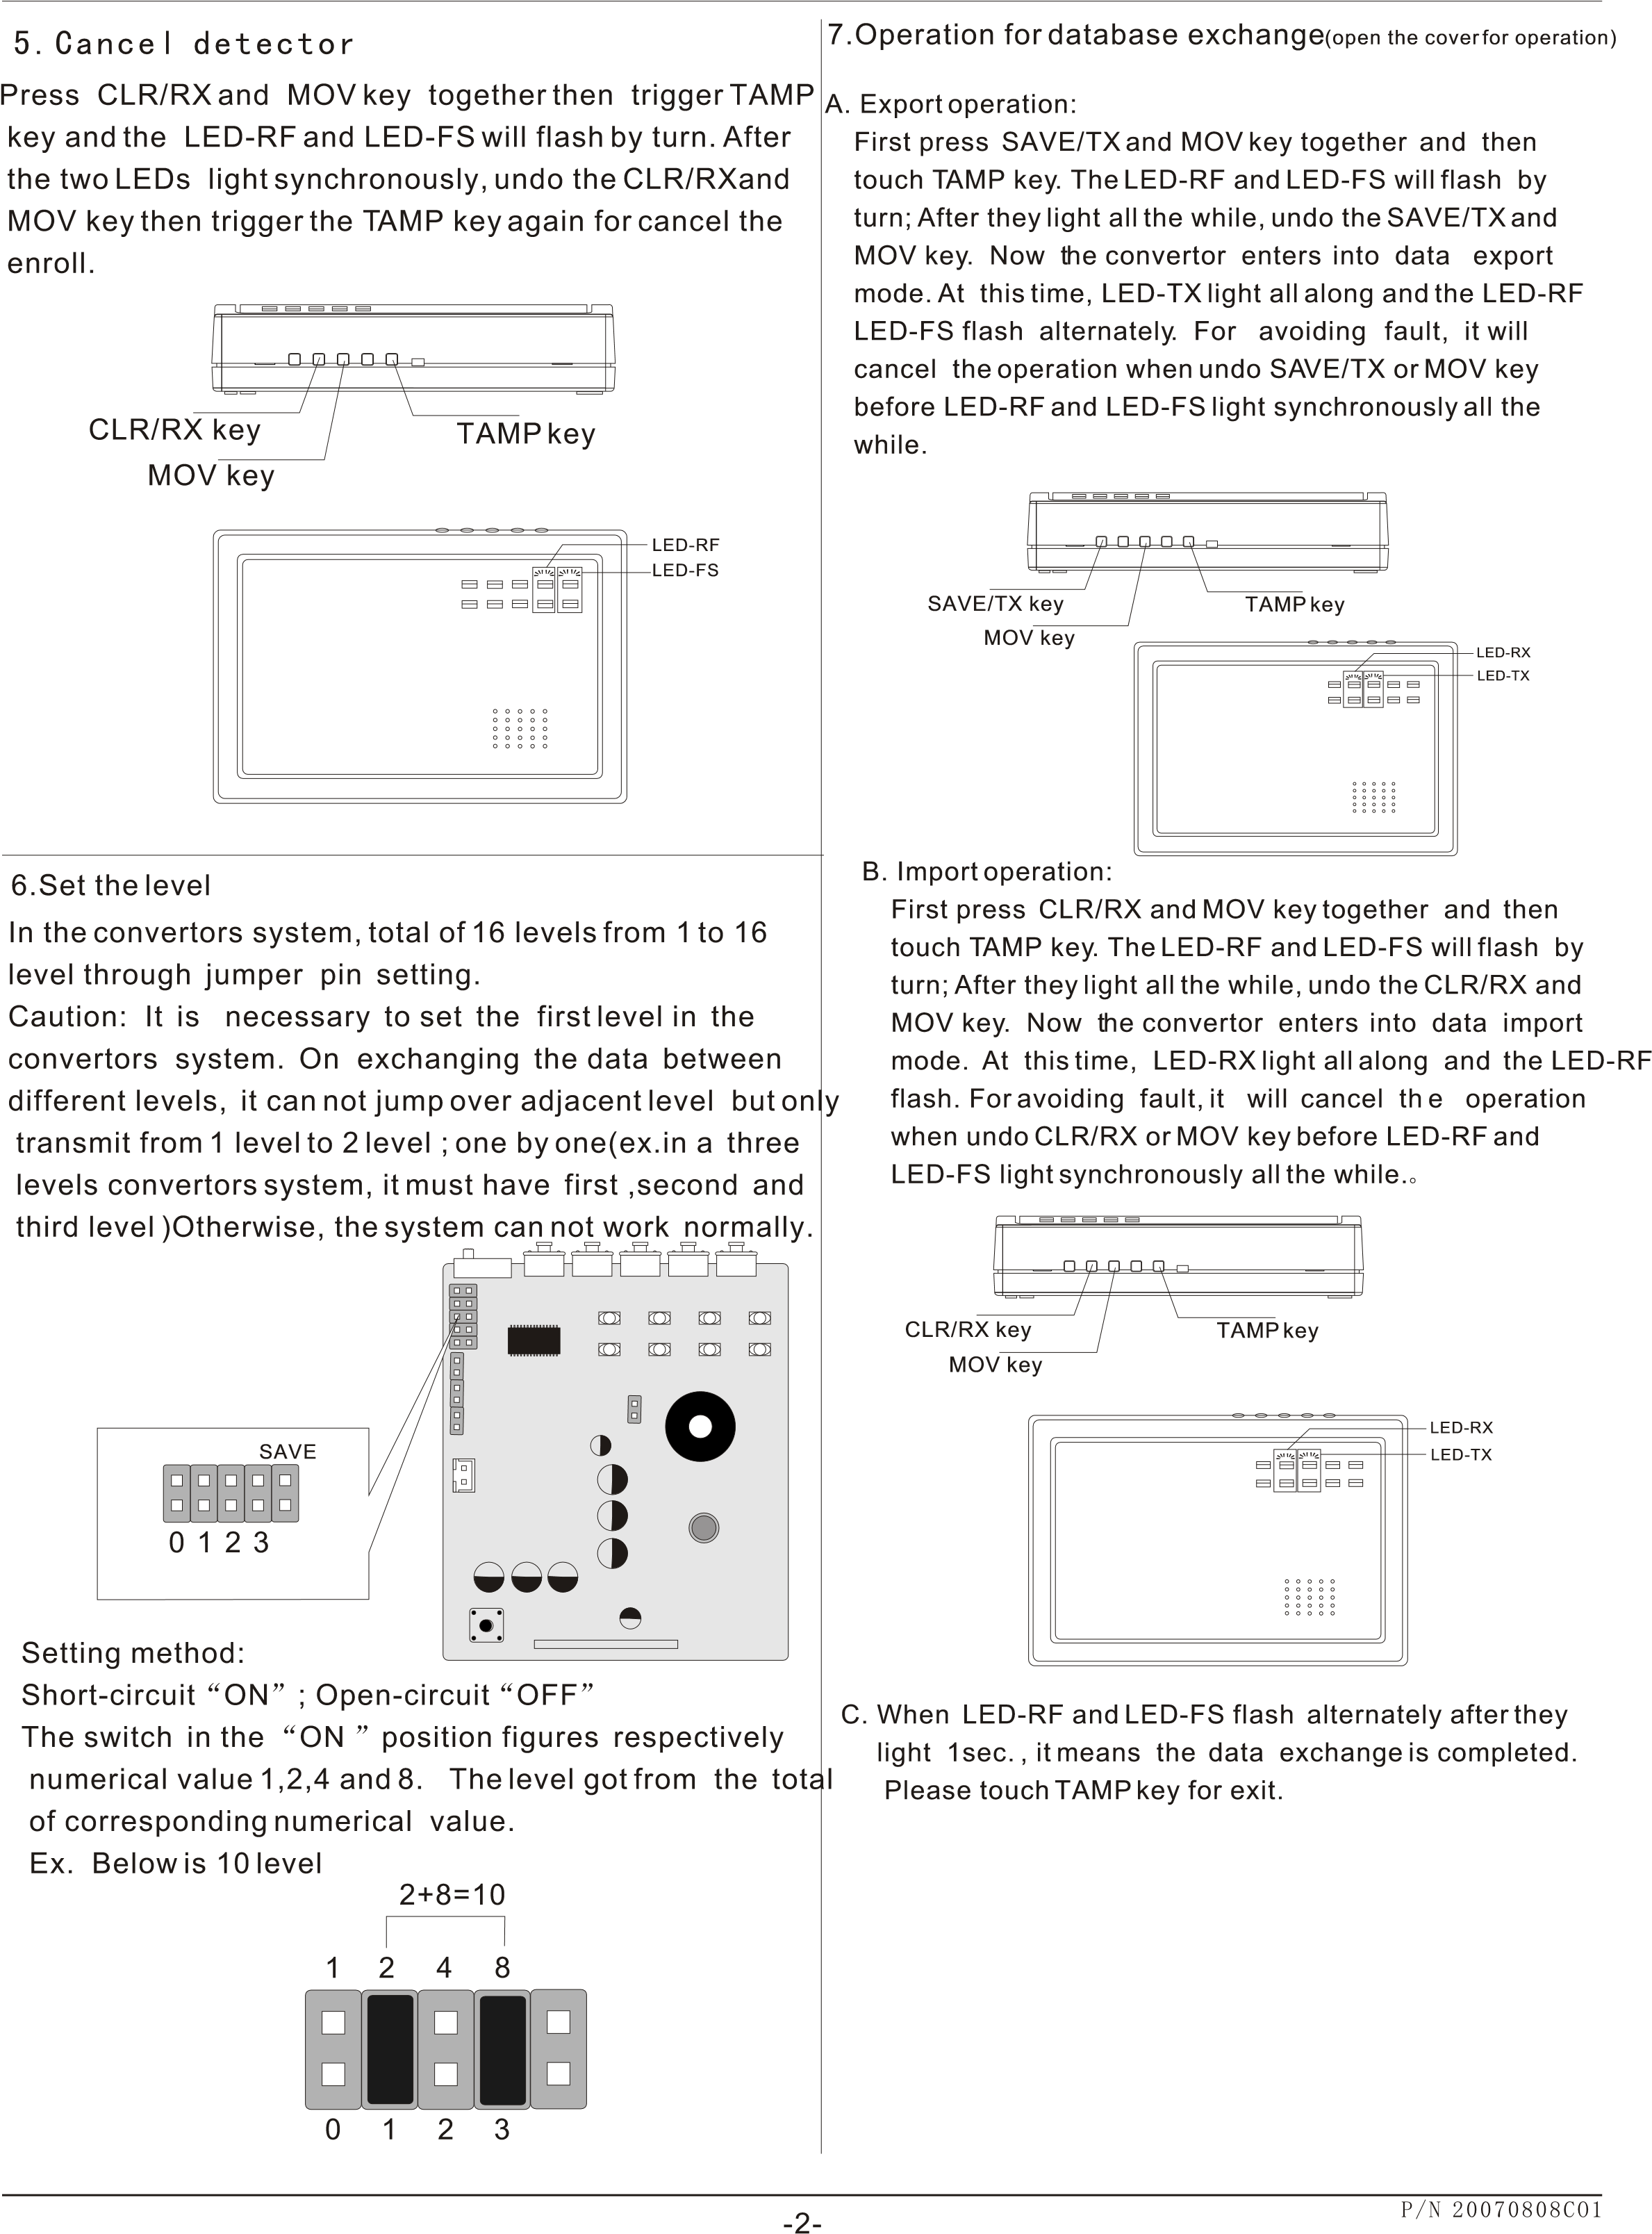 5. Cancel detector
Press CLR/RX and MOV key together then trigger TAMP
key and the LED-RF and LED-FS will flash by turn. After
the two LEDs light synchronously, undo the CLR/RXand
MOV key then trigger the TAMP key again for cancel the
enroll.
CLR/RX key
TAMP key
MOV key
LED-RF
LED-FS
6.Set the level
In the convertors system, total of 16 levels from 1 to 16
level through jumper pin setting.
Caution: It is necessary to set the first level in the
convertors system. On exchanging the data between
different levels, it can not jump over adjacent level but only
transmit from 1 level to 2 level ; one by one(ex.in a three
levels convertors system, it must have first ,second and
third level )Otherwise, the system can not work normally.
SAVE
0 1 2 3
Setting method:
Short-circuit “ON” ; Open-circuit “OFF”
The switch in the “ON ” position figures respectively
numerical value 1,2,4 and 8. The level got from the total
of corresponding numerical value.
Ex. Below is 10 level
2+8=10
1 2 4 8
0 1 2 3
7.Operation for database exchange(open the cover for operation)
A. Export operation:
First press SAVE/TX and MOV key together and then
touch TAMP key. The LED-RF and LED-FS will flash by
turn; After they light all the while, undo the SAVE/TX and
MOV key. Now the convertor enters into data export
mode. At this time, LED-TX light all along and the LED-RF
LED-FS flash alternately. For avoiding fault, it will
cancel the operation when undo SAVE/TX or MOV key
before LED-RF and LED-FS light synchronously all the
while.
SAVE/TX key
TAMP key
MOV key
LED-RX
LED-TX
B. Import operation:
First press CLR/RX and MOV key together and then
touch TAMP key. The LED-RF and LED-FS will flash by
turn; After they light all the while, undo the CLR/RX and
MOV key. Now the convertor enters into data import
mode. At this time, LED-RX light all along and the LED-RF
flash. For avoiding fault, it will cancel the operation
when undo CLR/RX or MOV key before LED-RF and
LED-FS light synchronously all the while.。
CLR/RX key
TAMP key
MOV key
LED-RX
LED-TX
C. When LED-RF and LED-FS flash alternately after they
light 1sec. , it means the data exchange is completed.
Please touch TAMP key for exit.
P/N 20070808C01
-2-